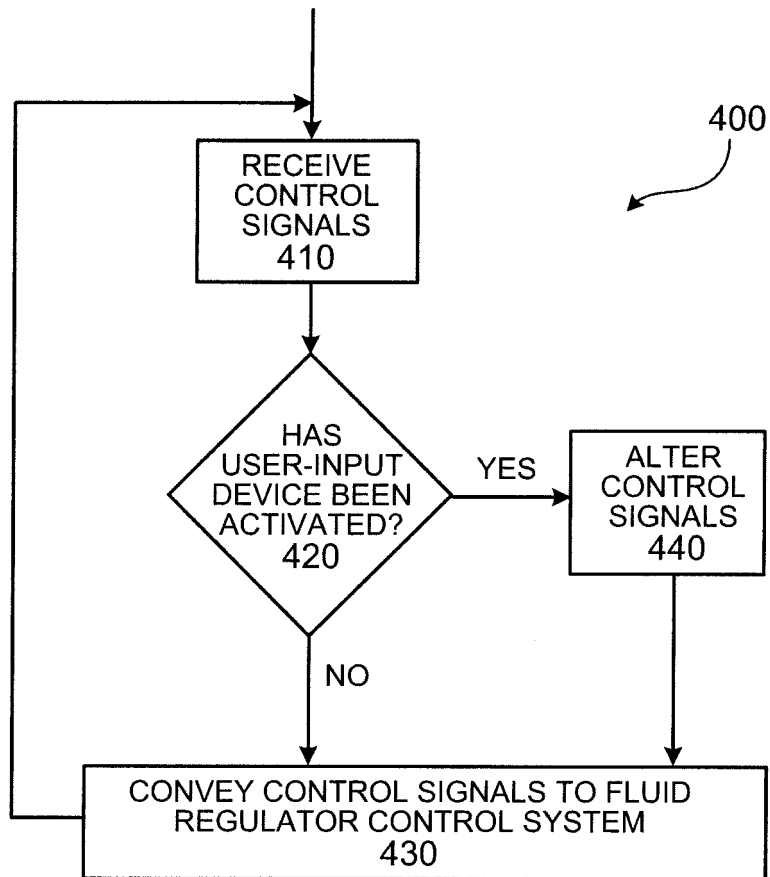 400
RECEIVE
CONTROL
SIGNALS
410
HAS
USER-INPUT
DEVICE BEEN
ACTIVATED?
420
YES
ALTER
CONTROL
SIGNALS
440
NO
CONVEY CONTROL SIGNALS TO FLUID
REGULATOR CONTROL SYSTEM
430